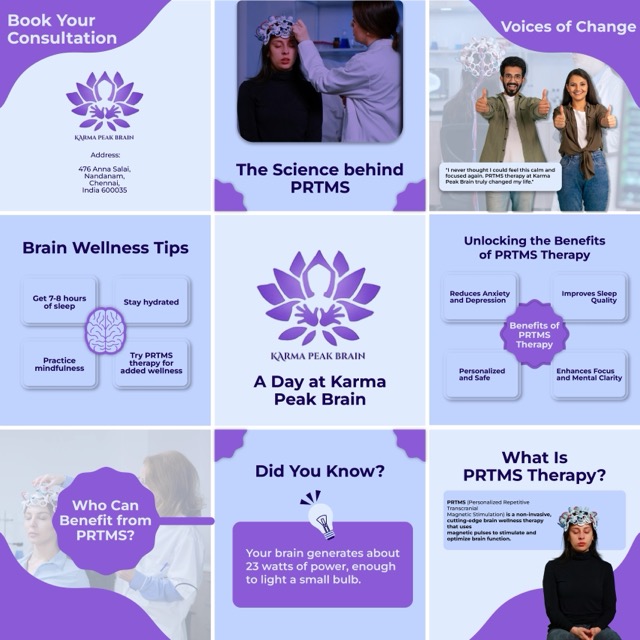 Book Your
Consultation
KARMA PEAK BRAIN
Address:
476 Anna Salai,
Nandanam,
Chennai,
India 600035
The Science behind
PRTMS
Voices of Change
"I never thought I could feel this calm and
focused again. PRTMS therapy at Karma
Peak Brain truly changed my life."
Brain Wellness Tips
Get 7-8 hours
of sleep
Stay hydrated
Practice
mindfulness
Try PRTMS
therapy for
added wellness
KARMA PEAK BRAIN
A Day at Karma
Peak Brain
Unlocking the Benefits
of PRTMS Therapy
Reduces Anxiety
and Depression
Improves Sleep
Quality
Benefits of
PRTMS
Therapy
Personalized
and Safe
Enhances Focus
and Mental Clarity
Who Can
Benefit from
PRTMS?
Did You Know?
Your brain generates about
23 watts of power, enough
to light a small bulb.
What Is
PRTMS Therapy?
PRTMS (Personalized Repetitive
Transcranial
Magnetic Stimulation) is a non-invasive,
cutting-edge brain wellness therapy
that uses
magnetic pulses to stimulate and
optimize brain function.